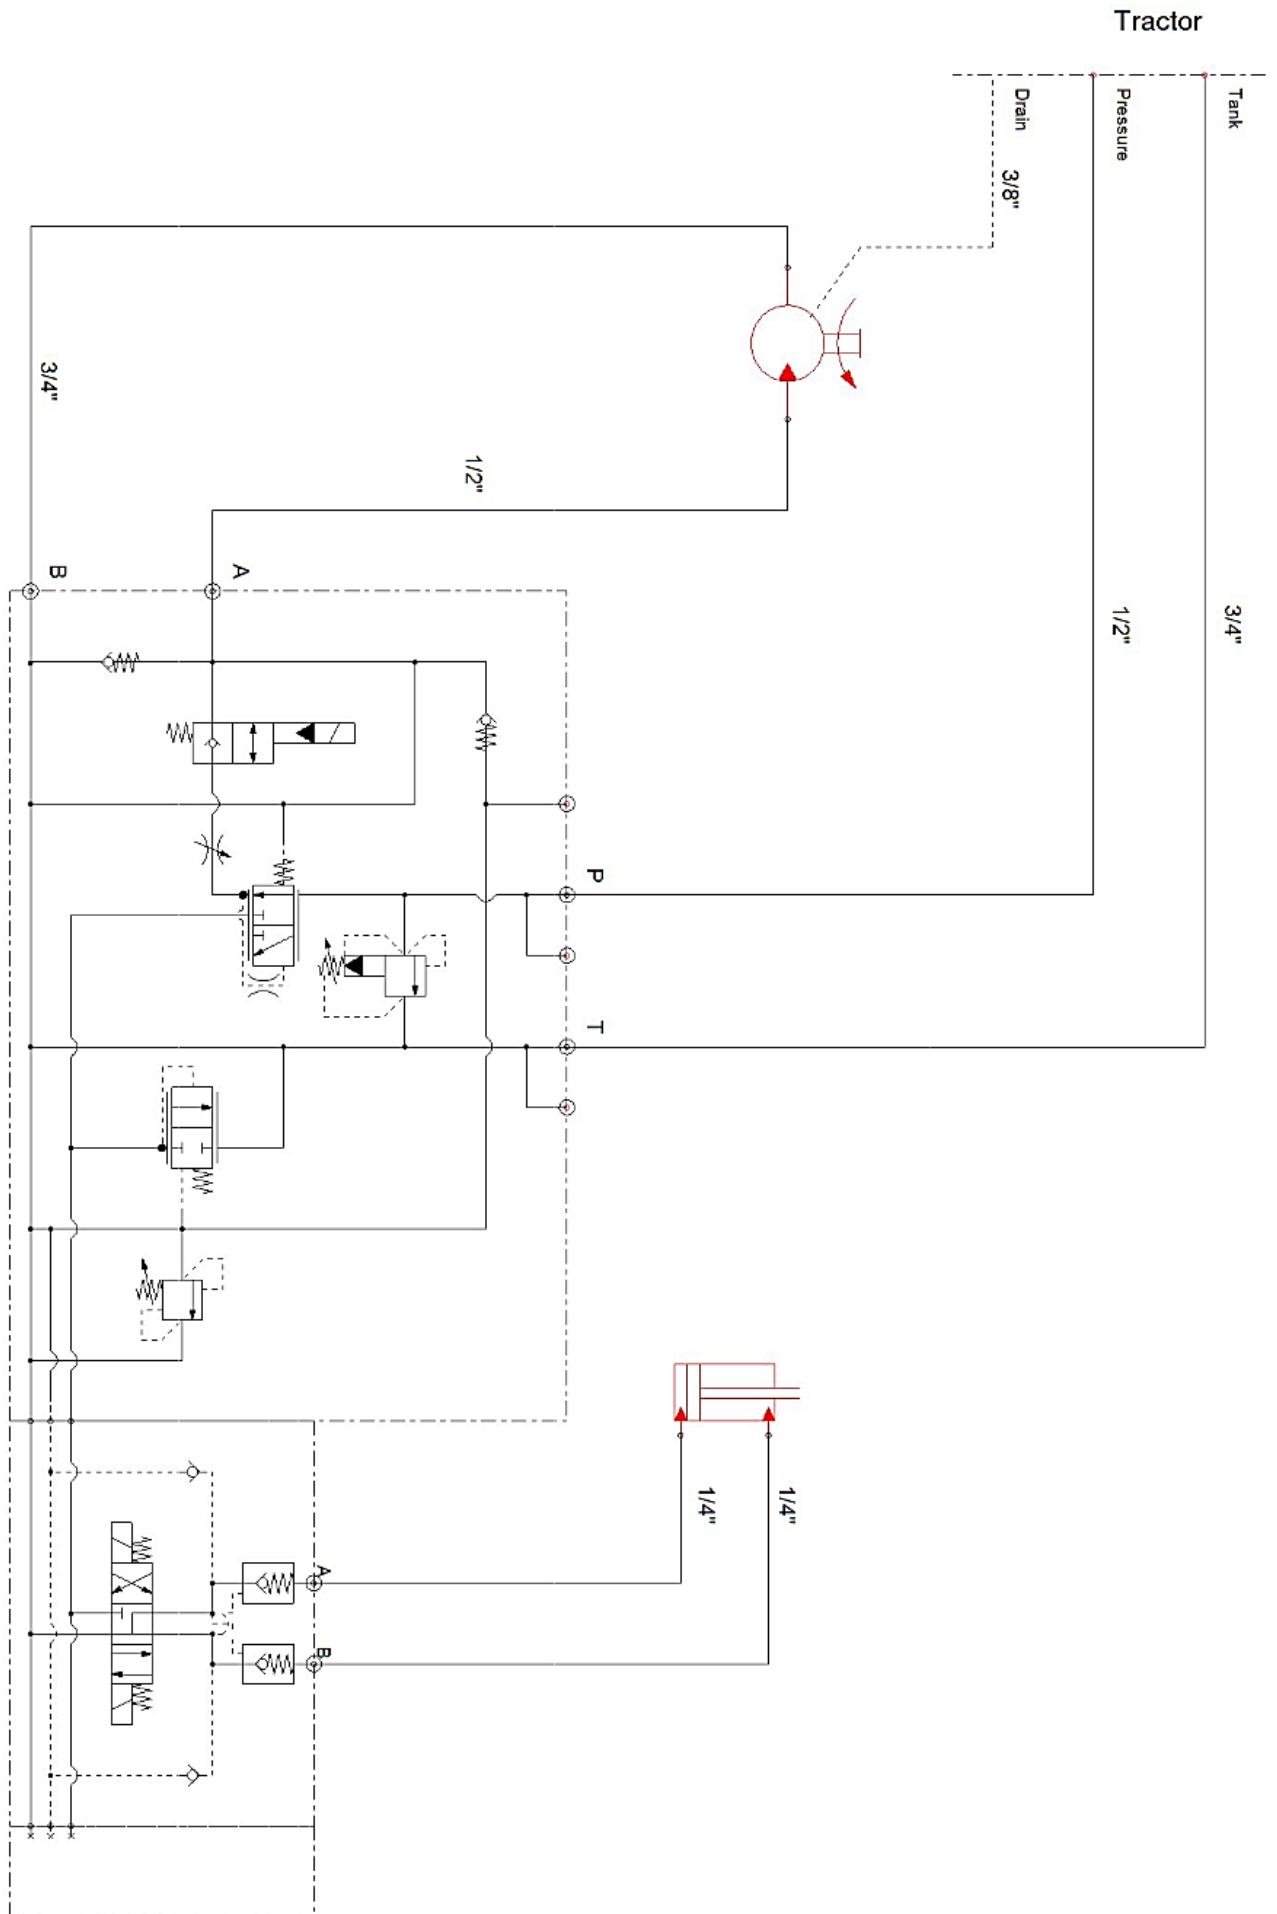 Tractor
Tank
Pressure
Drain
3/8"
3/4"
1/2"
1/2"
3/4"
B
A
P
T
1/4"
1/4"
A
B